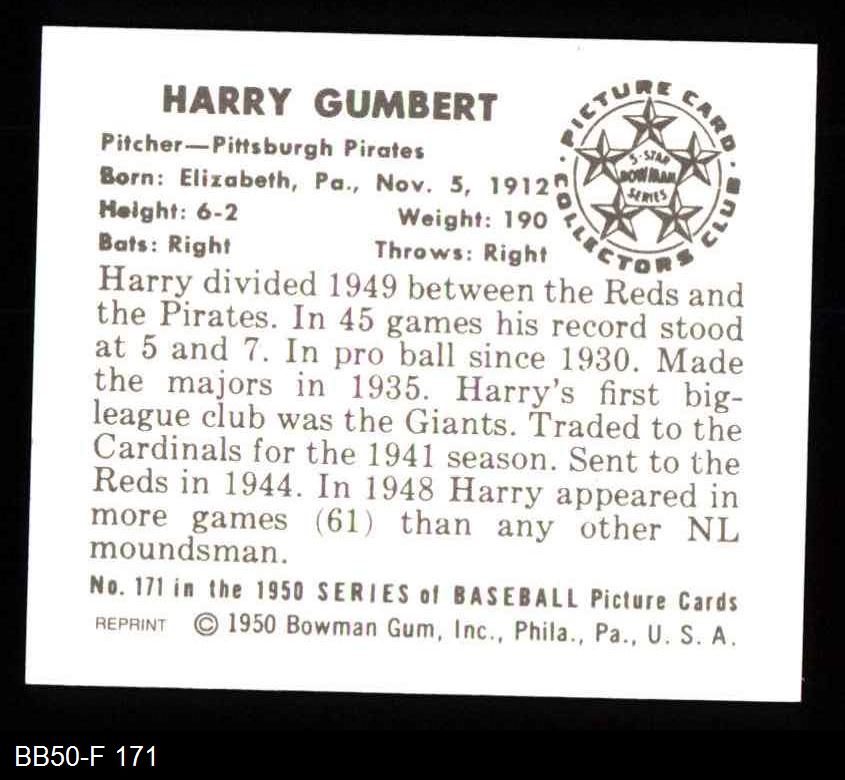 HARRY GUMBERT
Pitcher—Pittsburgh Pirates
Born: Elizabeth, Pa., Nov. 5, 1912
Height: 6-2 Weight: 190
Bats: Right Throws: Right
PICTURE CARD COLLECTORS CLUB
5-STAR
BOWMAN
SERIES
Harry divided 1949 between the Reds and
the Pirates. In 45 games his record stood
at 5 and 7. In pro ball since 1930. Made
the majors in 1935. Harry's first big-
league club was the Giants. Traded to the
Cardinals for the 1941 season. Sent to the
Reds in 1944. In 1948 Harry appeared in
more games (61) than any other NL
moundsman.
No. 171 in the 1950 SERIES of BASEBALL Picture Cards
REPRINT © 1950 Bowman Gum, Inc., Phila., Pa., U. S. A.
BB50-F 171